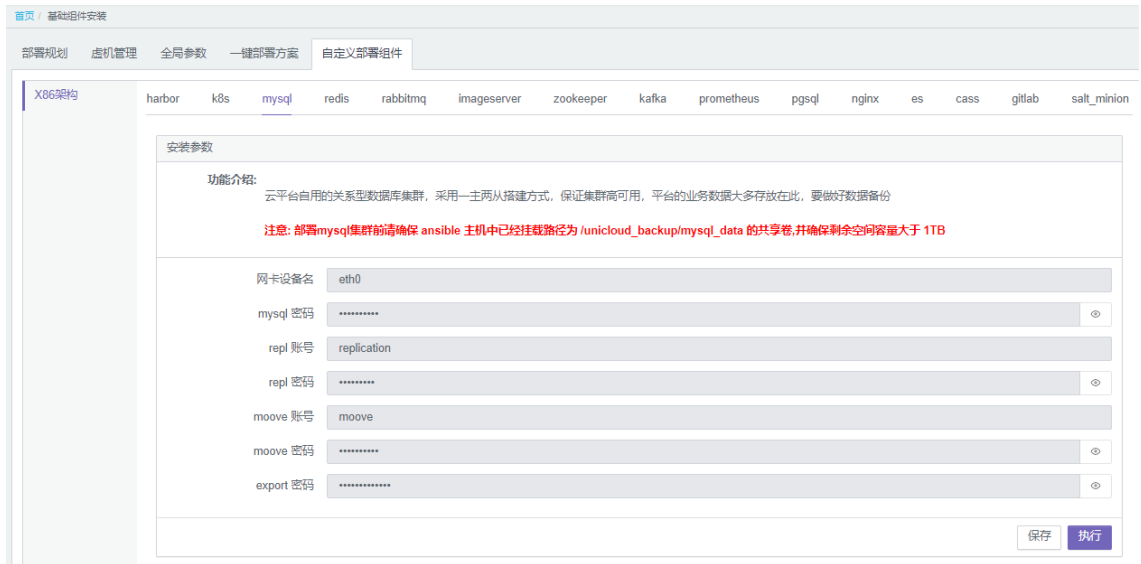 首页 / 基础组件安装
部署规划 虚机管理 全局参数 一键部署方案 自定义部署组件
X86架构
harbor k8s mysql redis rabbitmq imageserver zookeeper kafka prometheus pgsql nginx es cass gitlab salt_minion
安装参数
功能介绍:
云平台自用的关系型数据库集群，采用一主两从搭建方式，保证集群高可用，平台的业务数据大多存放在此，要做好数据备份
注意: 部署mysql集群前请确保 ansible 主机中已经挂载路径为 /unicloud_backup/mysql_data 的共享卷,并确保剩余空间容量大于 1TB
网卡设备名 eth0
mysql 密码 ••••••••••
repl 账号 replication
repl 密码 •••••••••
moove 账号 moove
moove 密码 ••••••••••
export 密码 •••••••••••••
保存 执行